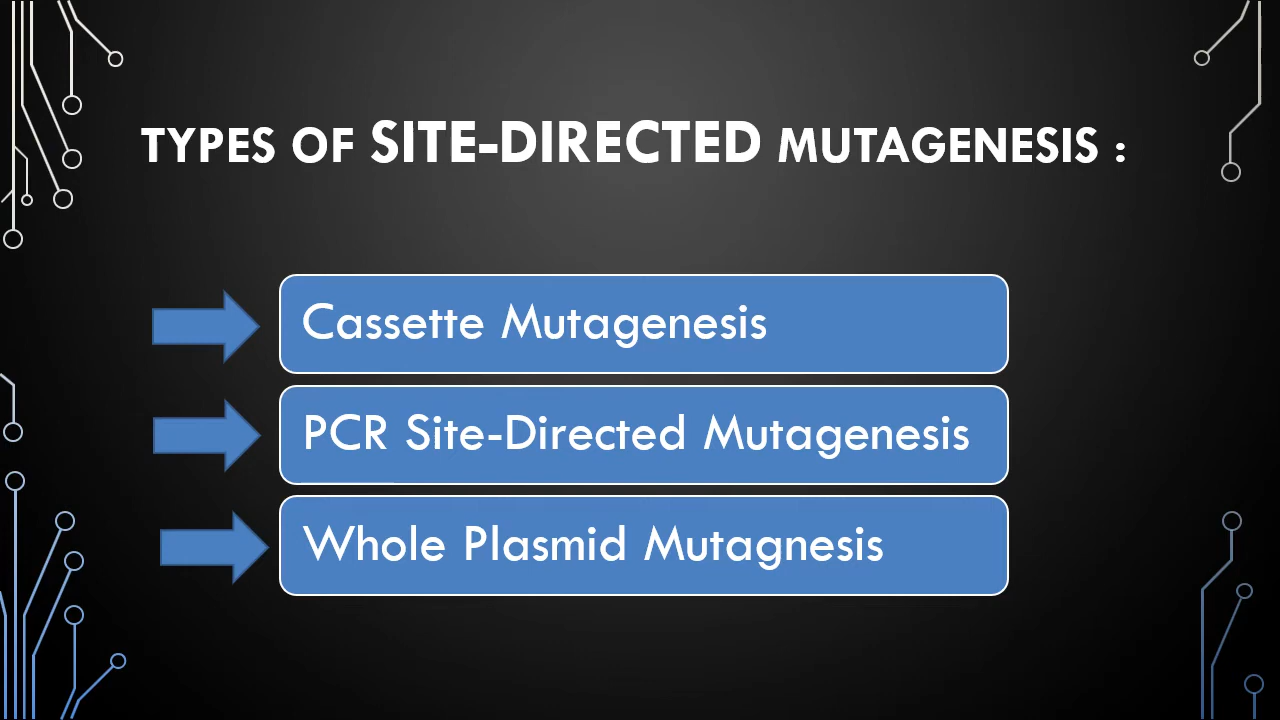 TYPES OF SITE-DIRECTED MUTAGENESIS :
Cassette Mutagenesis
PCR Site-Directed Mutagenesis
Whole Plasmid Mutagnesis